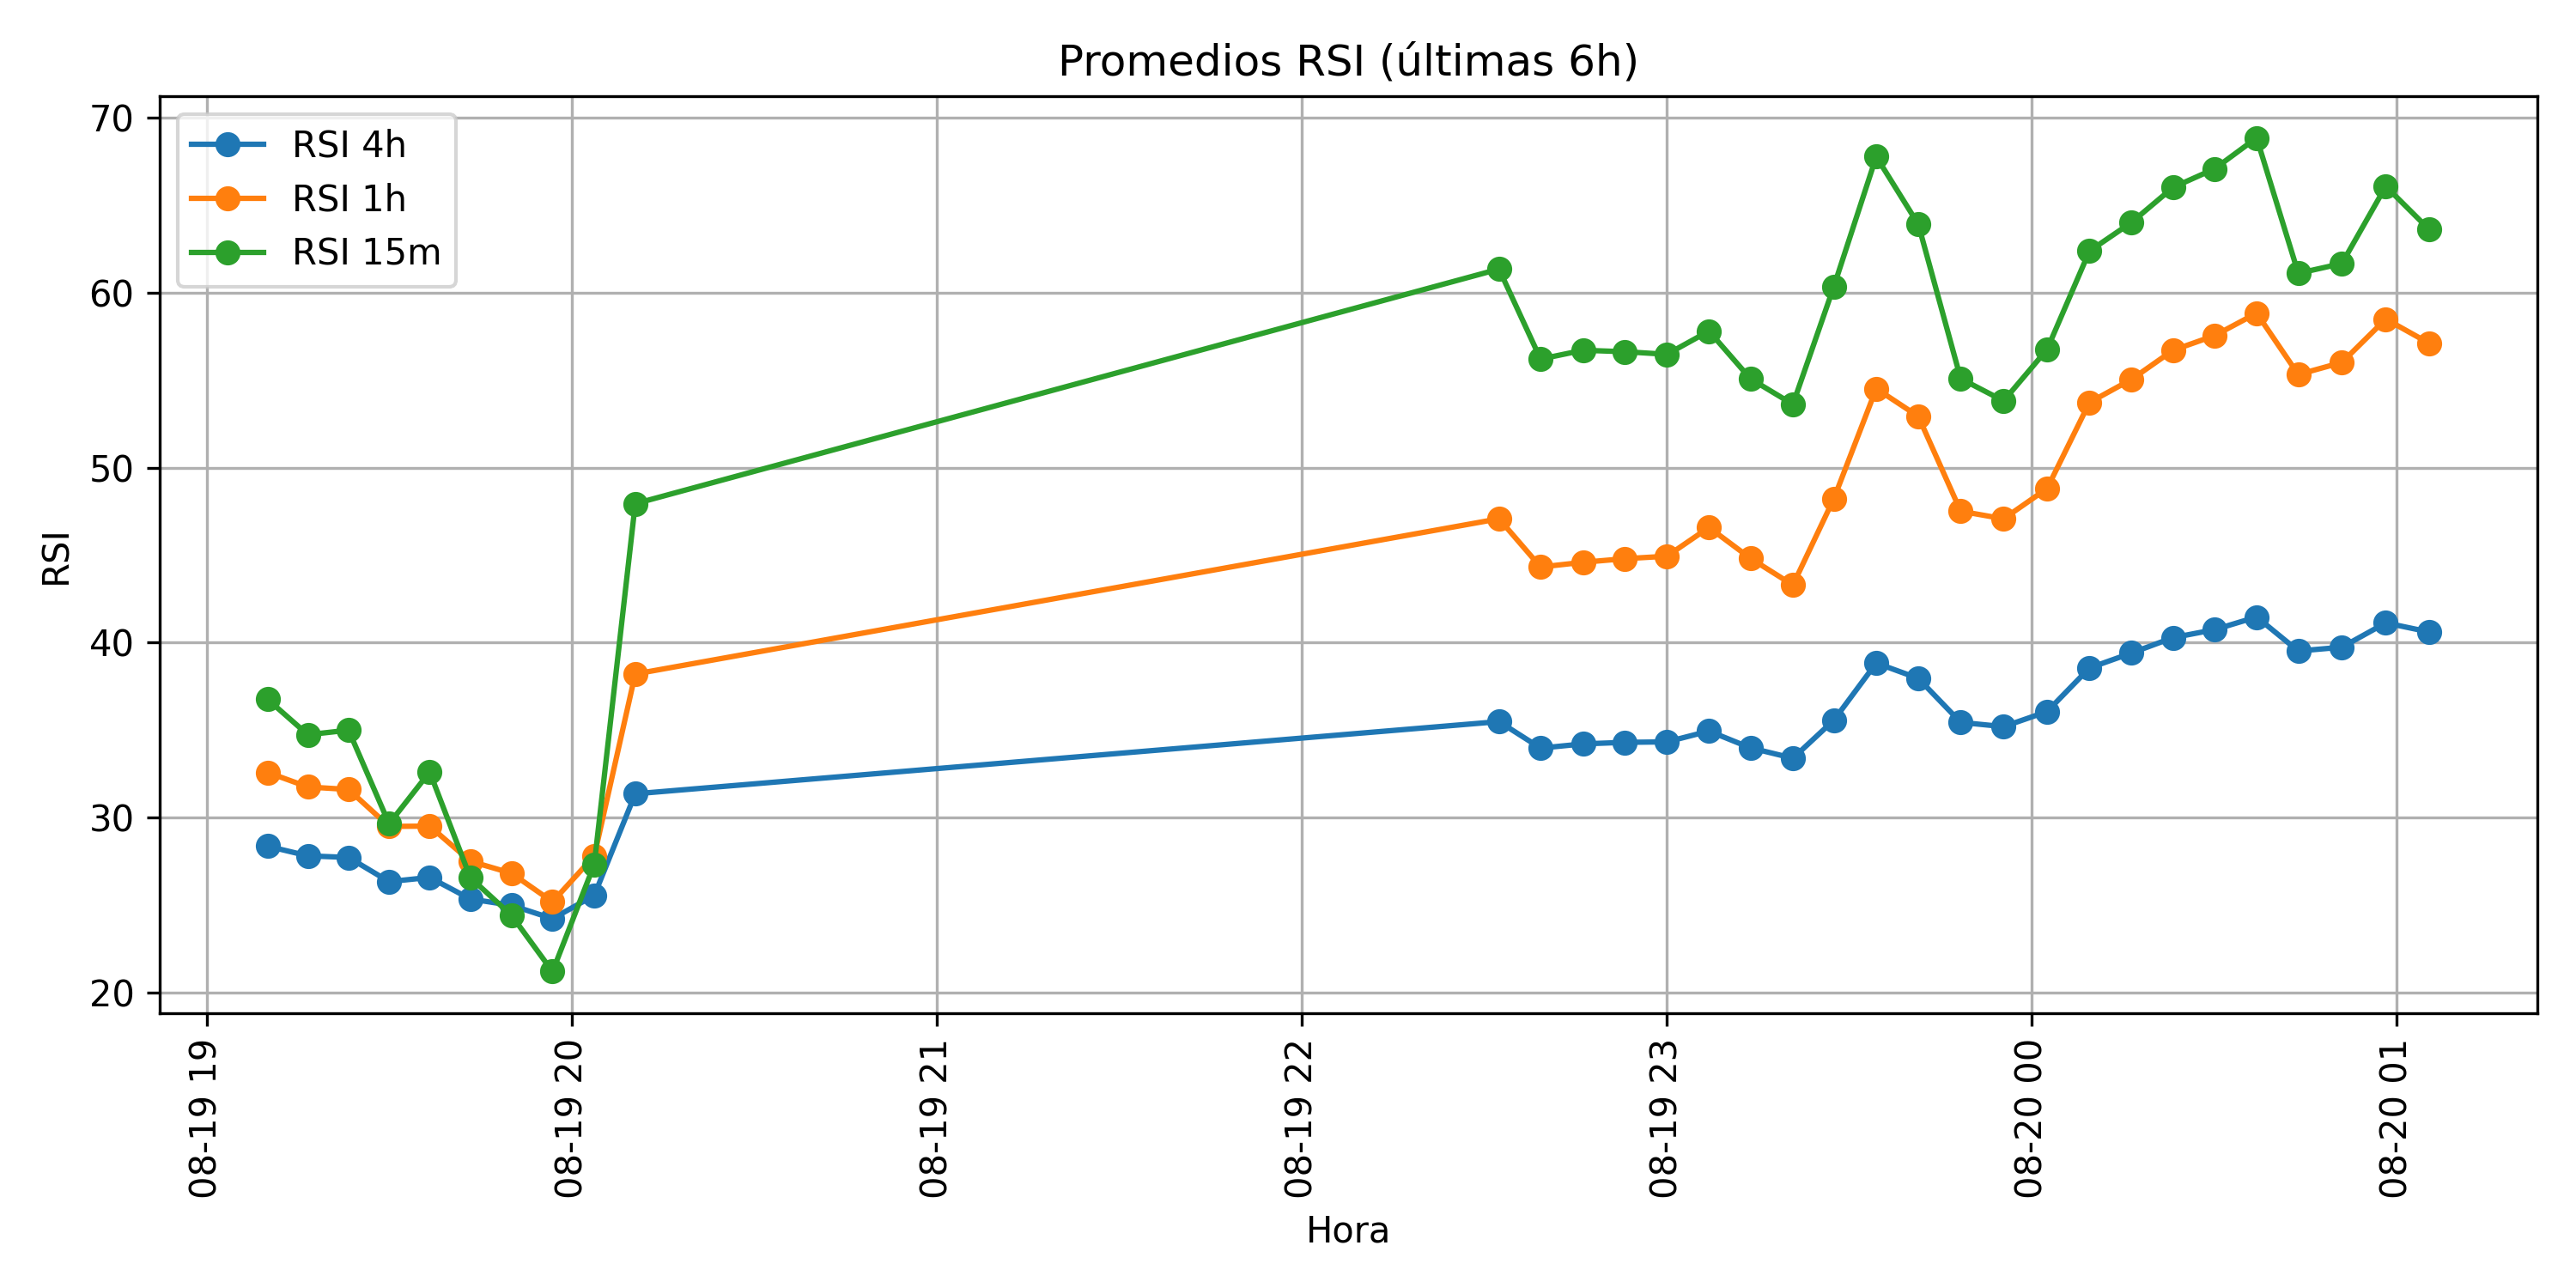 Promedios RSI (últimas 6h)
RSI 4h
RSI 1h
RSI 15m
70
60
50
40
30
20
RSI
08-19 19
08-19 20
08-19 21
08-19 22
08-19 23
08-20 00
08-20 01
Hora